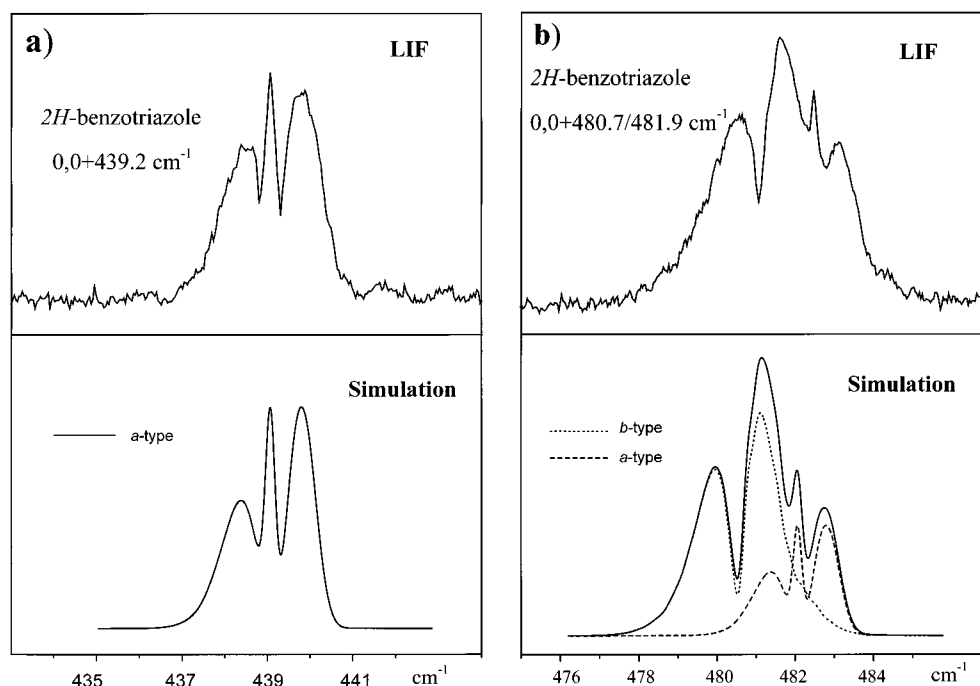 a)
LIF
2H-benzotriazole
0,0+439.2 cm-1
Simulation
a-type
435
437
439
441
cm-1
b)
LIF
2H-benzotriazole
0,0+480.7/481.9 cm-1
Simulation
b-type
a-type
476
478
480
482
484
cm-1